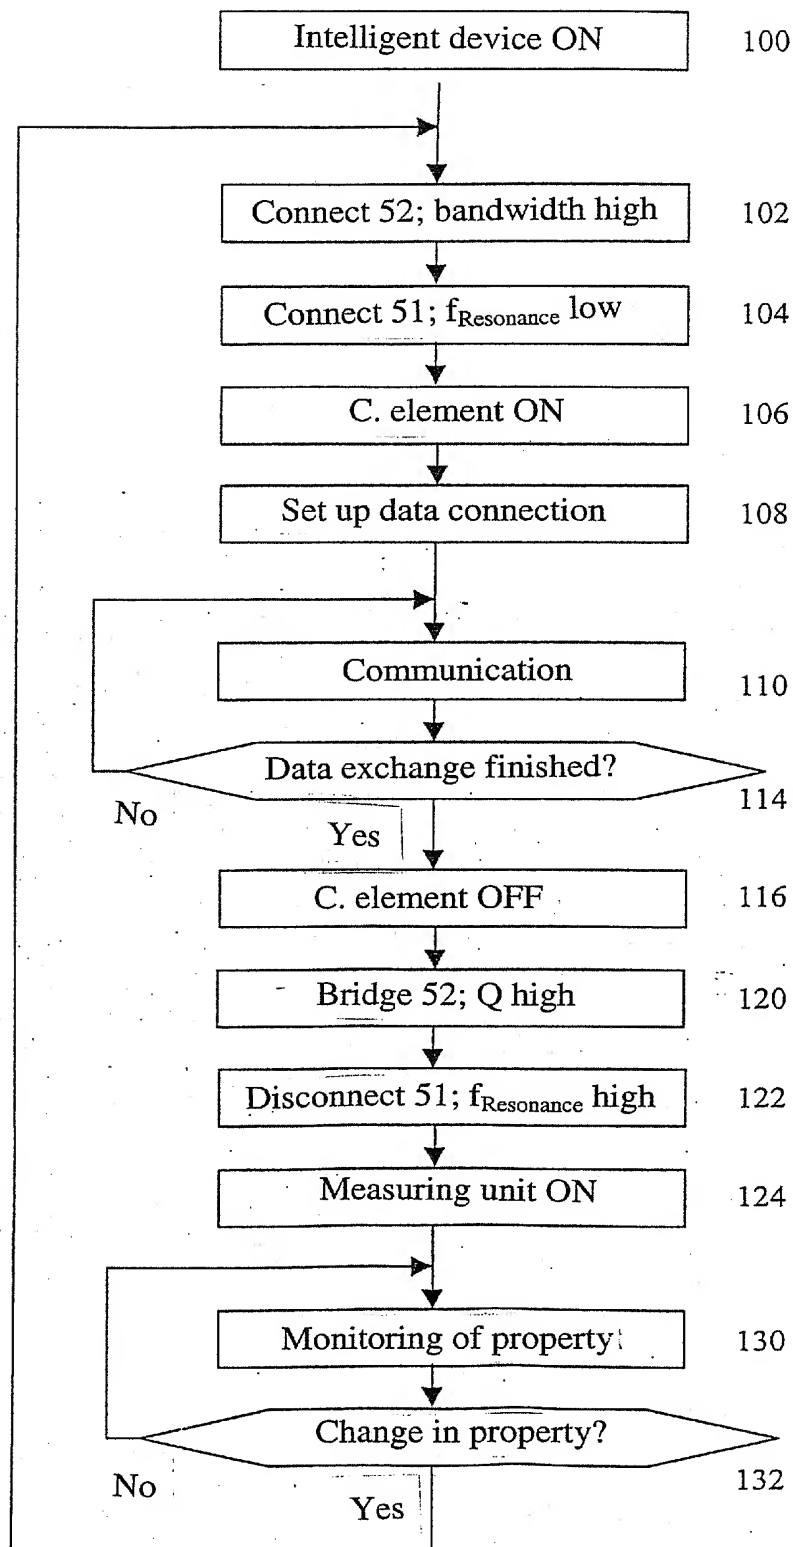 Intelligent device ON 100
Connect 52; bandwidth high 102
Connect 51; fResonance low 104
C. element ON 106
Set up data connection 108
Communication 110
Data exchange finished? 114
No
Yes
C. element OFF 116
Bridge 52; Q high 120
Disconnect 51; fResonance high 122
Measuring unit ON 124
Monitoring of property 130
Change in property? 132
No
Yes